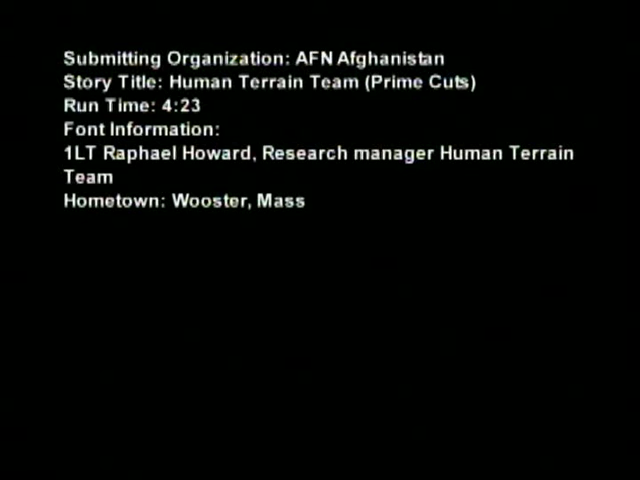 Submitting Organization: AFN Afghanistan
Story Title: Human Terrain Team (Prime Cuts)
Run Time: 4:23
Font Information:
1LT Raphael Howard, Research manager Human Terrain
Team
Hometown: Wooster, Mass